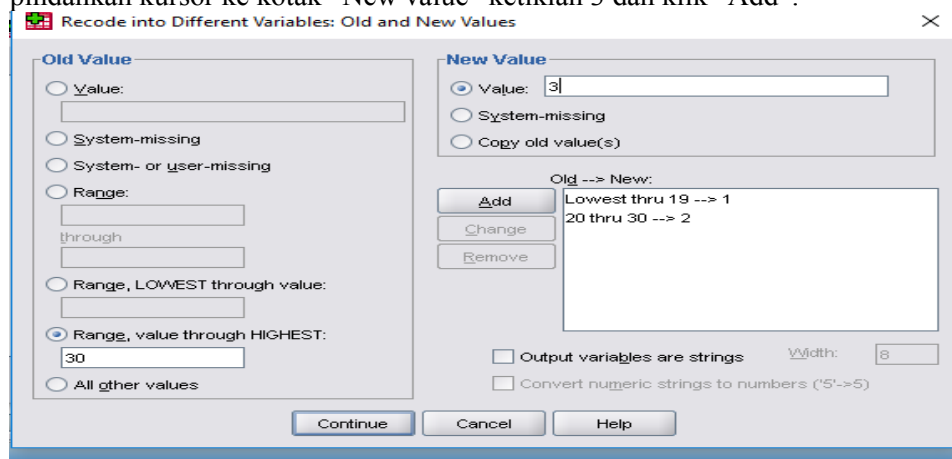 pindahkan kursor ke kotak "New value" ketiklah 3 dan klik "Add".
Recode into Different Variables: Old and New Values
Old Value
Value:
System-missing
System- or user-missing
Range:
through
Range, LOWEST through value:
Range, value through HIGHEST:
30
All other values
New Value
Value: 3
System-missing
Copy old value(s)
Old --> New:
Add
Change
Remove
Lowest thru 19 --> 1
20 thru 30 --> 2
Output variables are strings Width: 8
Convert numeric strings to numbers ('5'->5)
Continue Cancel Help